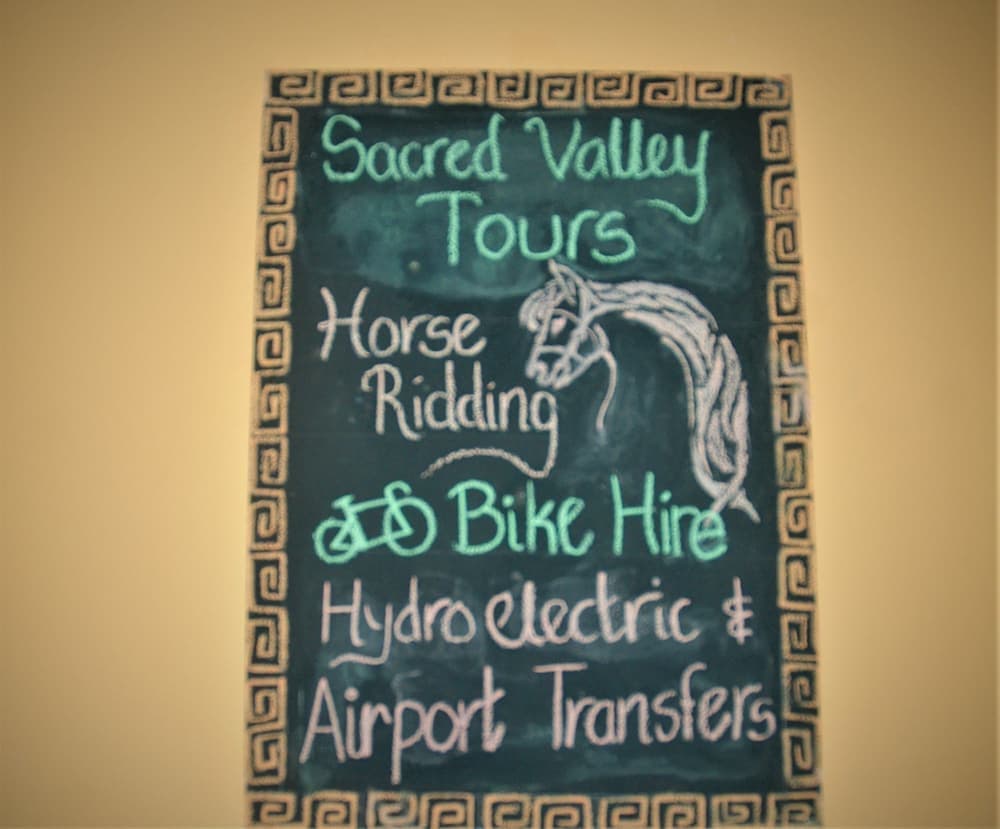 Sacred Valley
Tours
Horse
Ridding
Bike Hire
Hydro electric &
Airport Transfers